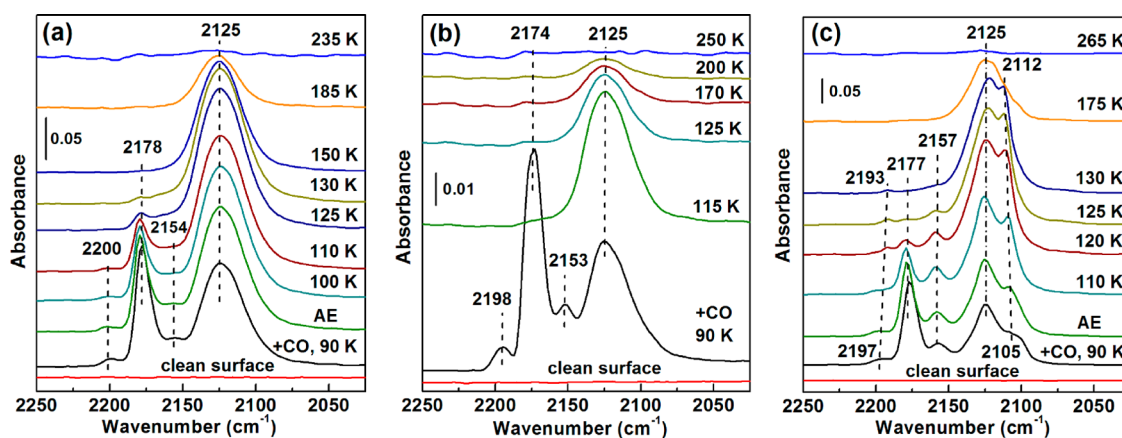 (a)
2125
235 K
185 K
0.05
2178
150 K
130 K
125 K
2154
2200
110 K
100 K
AE
+CO, 90 K
clean surface
Absorbance
2250 2200 2150 2100 2050
Wavenumber (cm-1)
(b)
2174
2125
250 K
200 K
170 K
125 K
0.01
115 K
2198
2153
+CO
90 K
clean surface
Absorbance
2250 2200 2150 2100 2050
Wavenumber (cm-1)
(c)
2125
265 K
2112
0.05
175 K
2157
2177
2193
130 K
125 K
120 K
110 K
AE
2197
2105
+CO, 90 K
clean surface
Absorbance
2250 2200 2150 2100 2050
Wavenumber (cm-1)